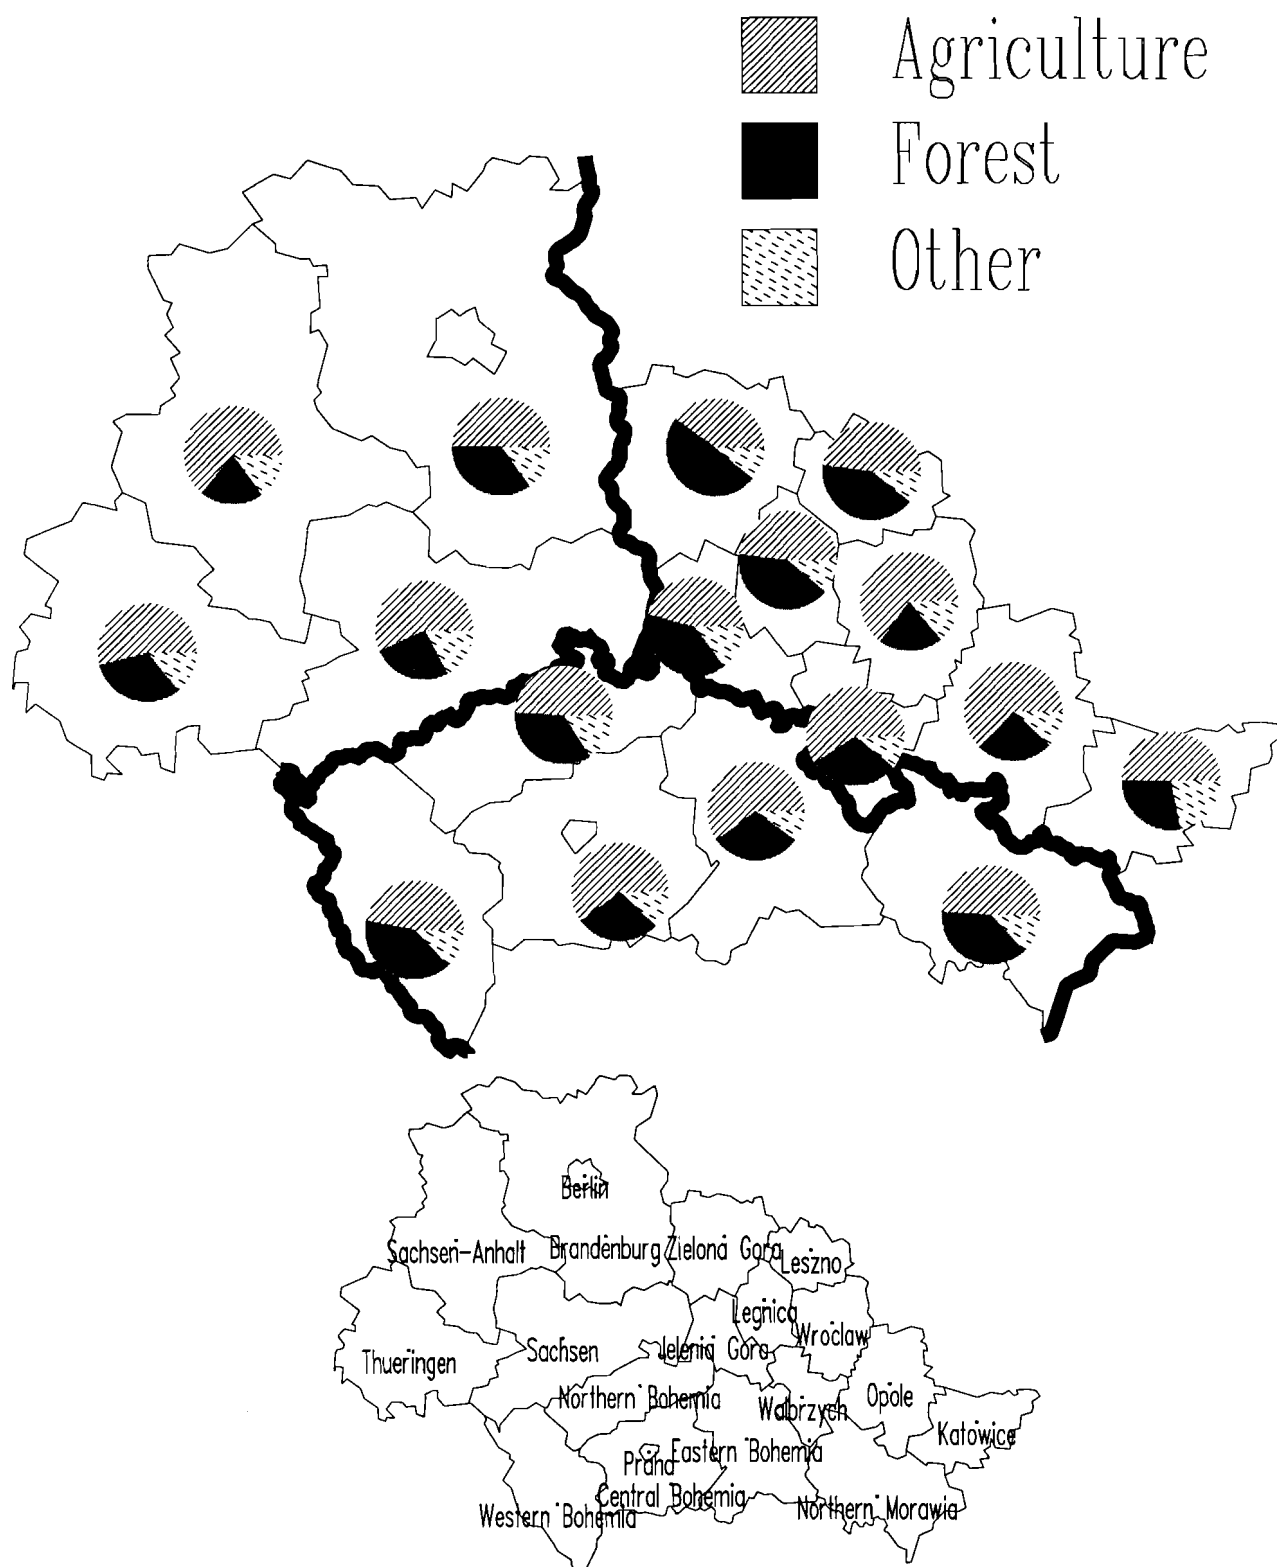 Agriculture
Forest
Other
Berlin
Sachsen-Anhalt
Brandenburg
Zielona Gora
Leszno
Legnica
Wroclaw
Thueringen
Sachsen
Jelenia Gora
Northern Bohemia
Walbrzych
Opole
Katowice
Praha
Eastern Bohemia
Central Bohemia
Western Bohemia
Northern Morawia